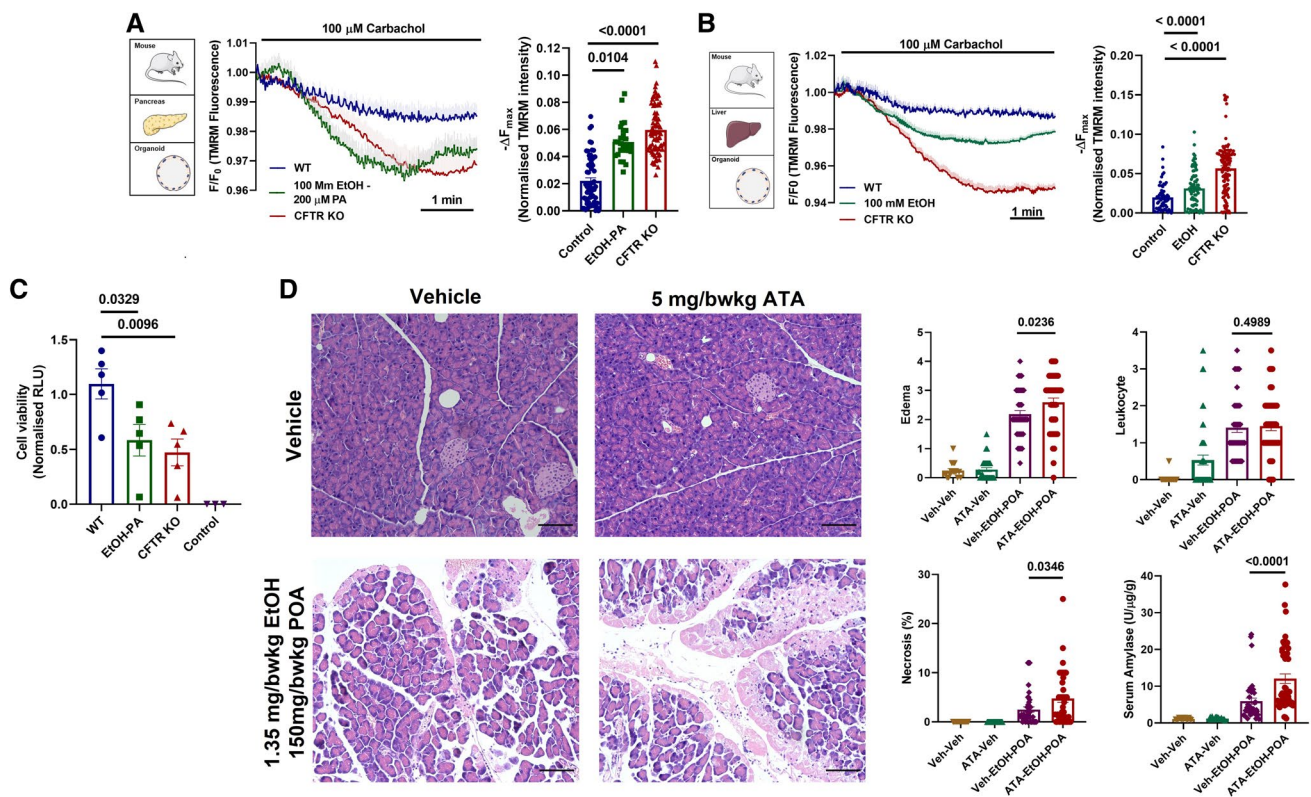 A
100 μM Carbachol
Mouse
Pancreas
Organoid
F/F0 (TMRM Fluorescence)
1.01
1.00
0.99
0.98
0.97
0.96
WT
100 Mm EtOH -
200 μM PA
CFTR KO
1 min
<0.0001
0.0104
-ΔFmax
(Normalised TMRM intensity)
0.12
0.10
0.08
0.06
0.04
0.02
0.00
Control
EtOH-PA
CFTR KO
B
100 μM Carbachol
Mouse
Liver
Organoid
F/F0 (TMRM Fluorescence)
1.02
1.00
0.98
0.96
0.94
WT
100 mM EtOH
CFTR KO
1 min
< 0.0001
< 0.0001
-ΔFmax
(Normalised TMRM intensity)
0.20
0.15
0.10
0.05
0.00
Control
EtOH
CFTR KO
C
0.0329
0.0096
Cell viability
(Normalised RLU)
1.5
1.0
0.5
0.0
WT
EtOH-PA
CFTR KO
Control
D
Vehicle
5 mg/bwkg ATA
Vehicle
1.35 mg/bwkg EtOH
150mg/bwkg POA
0.0236
Edema
5
4
3
2
1
0
Veh-Veh
ATA-Veh
Veh-EtOH-POA
ATA-EtOH-POA
0.4989
Leukocyte
4
3
2
1
0
Veh-Veh
ATA-Veh
Veh-EtOH-POA
ATA-EtOH-POA
0.0346
Necrosis (%)
30
20
10
0
Veh-Veh
ATA-Veh
Veh-EtOH-POA
ATA-EtOH-POA
<0.0001
Serum Amylase (U/μg/g)
40
30
20
10
0
Veh-Veh
ATA-Veh
Veh-EtOH-POA
ATA-EtOH-POA